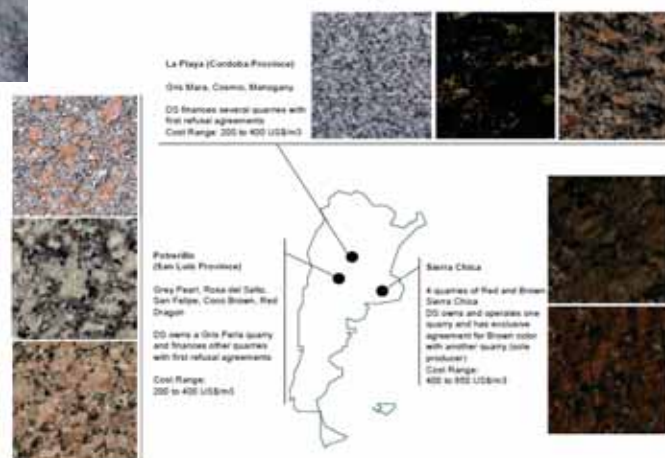 La Playa (Cordoba Province)
Gris Mara, Cosmic, Mahogany
DS finances several quarries with
first refusal agreements
Cost Range: 200 to 400 US$/m3
Potrerillo
(San Luis Province)
Grey Pearl, Rosa del Salto,
San Felipe, Coco Brown, Red
Dragon
DS owns a Gris Perla quarry
and finances other quarries
with first refusal agreements
Cost Range:
200 to 400 US$/m3
Sierra Chica
4 quarries of Red and Brown
Sierra Chica
DS owns and operates one
quarry and has exclusive
agreement for Brown color
with another quarry (sole
producer)
Cost Range:
400 to 950 US$/m3